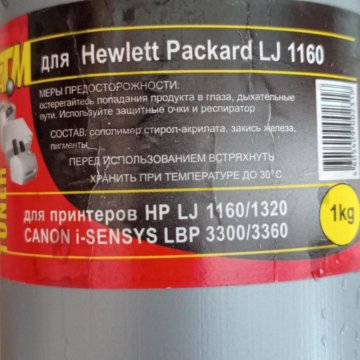 ATM для Hewlett Packard LJ 1160
МЕРЫ ПРЕДОСТОРОЖНОСТИ:
остерегайтесь попадания продукта в глаза, дыхательные
пути. Используйте защитные очки и респиратор
СОСТАВ: сополимер стирол-акрилата, закись железа,
пигменты
ПЕРЕД ИСПОЛЬЗОВАНИЕМ ВСТРЯХНУТЬ
ХРАНИТЬ ПРИ ТЕМПЕРАТУРЕ ДО 30°С
для принтеров HP LJ 1160/1320
CANON i-SENSYS LBP 3300/3360
1kg
TONER